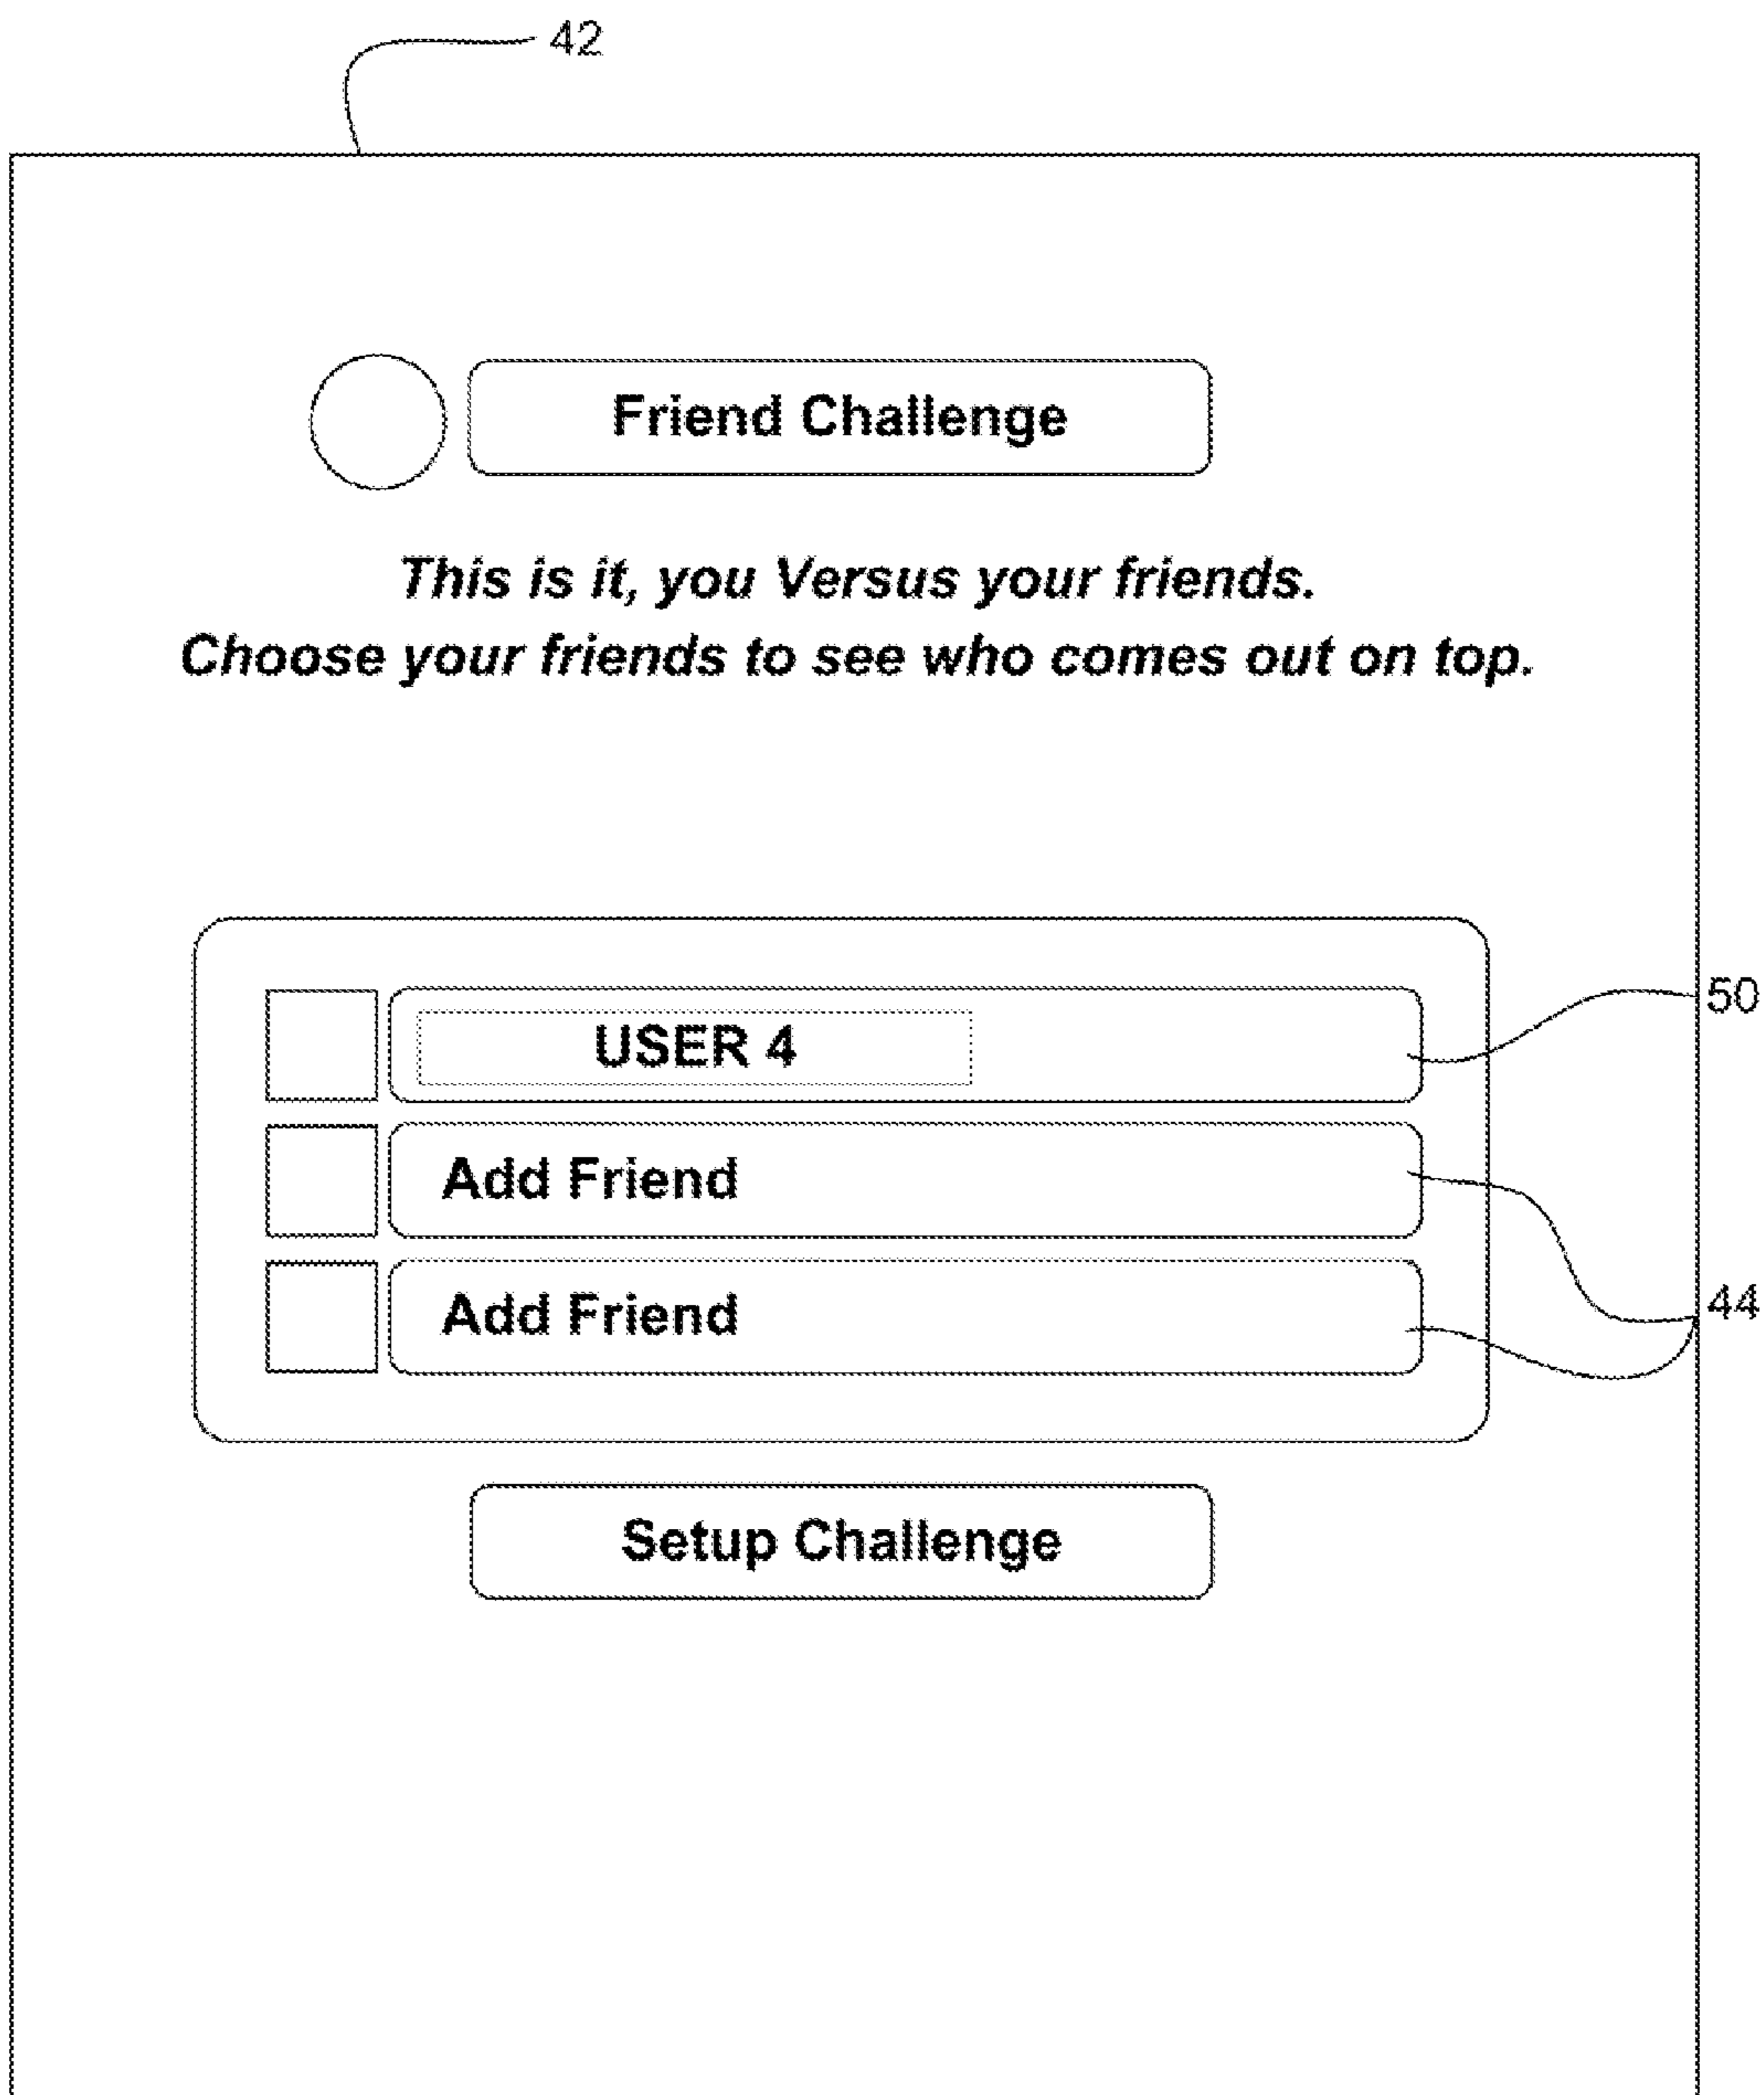 42
Friend Challenge
This is it, you Versus your friends.
Choose your friends to see who comes out on top.
USER 4
50
Add Friend
44
Add Friend
Setup Challenge